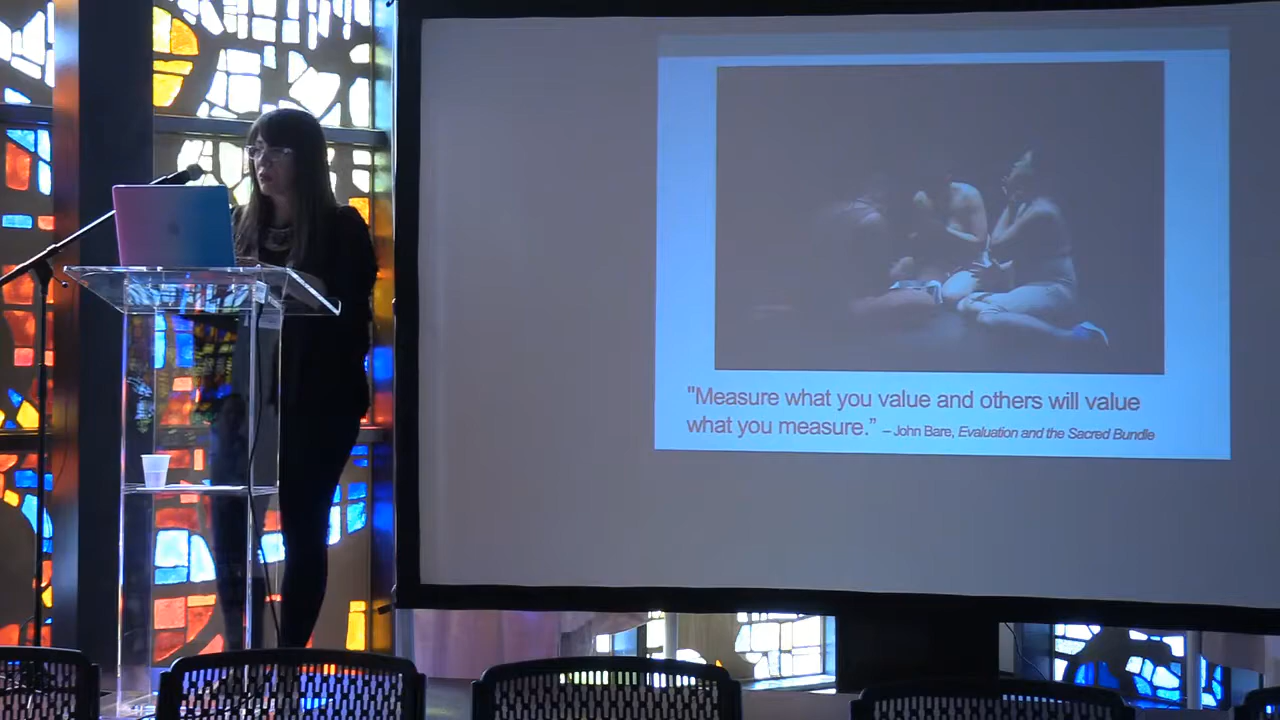 "Measure what you value and others will value
what you measure.” – John Bare, Evaluation and the Sacred Bundle